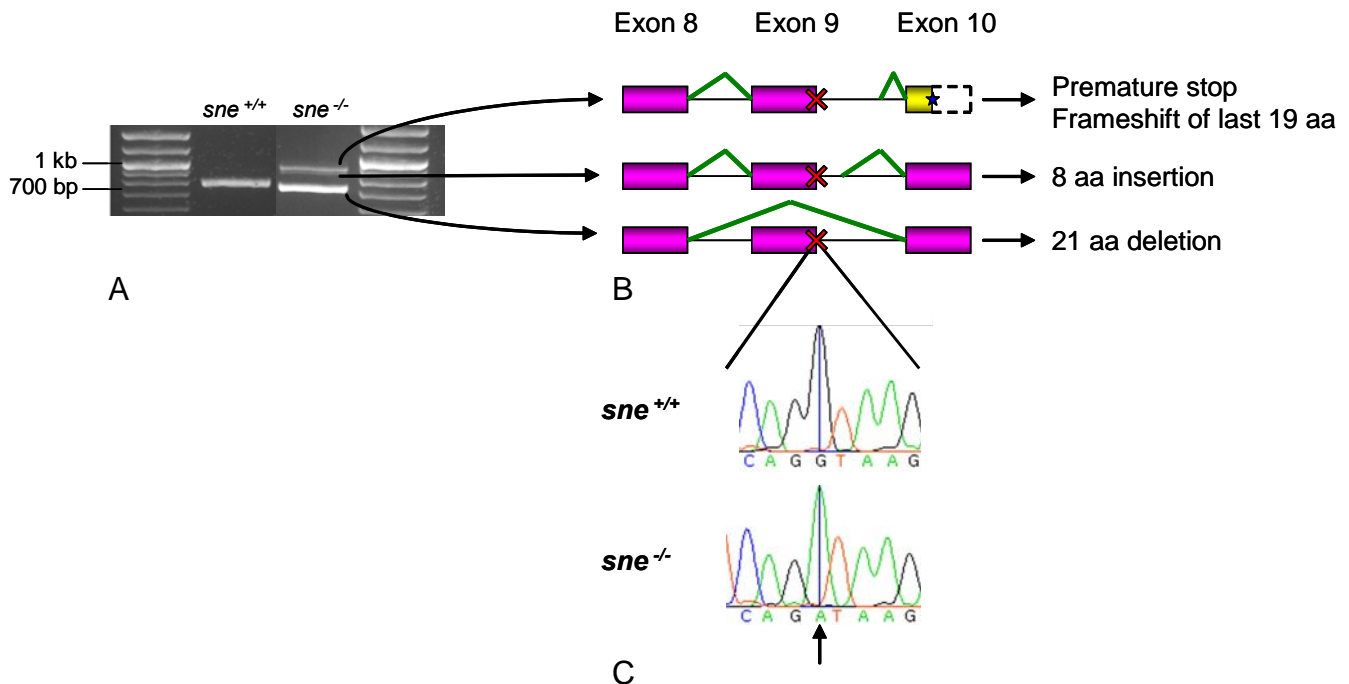 Exon 8 Exon 9 Exon 10
sne +/+ sne -/-
1 kb
700 bp
Premature stop
Frameshift of last 19 aa
8 aa insertion
21 aa deletion
A
B
sne +/+
C A G G T A A G
sne -/-
C A G A T A A G
C